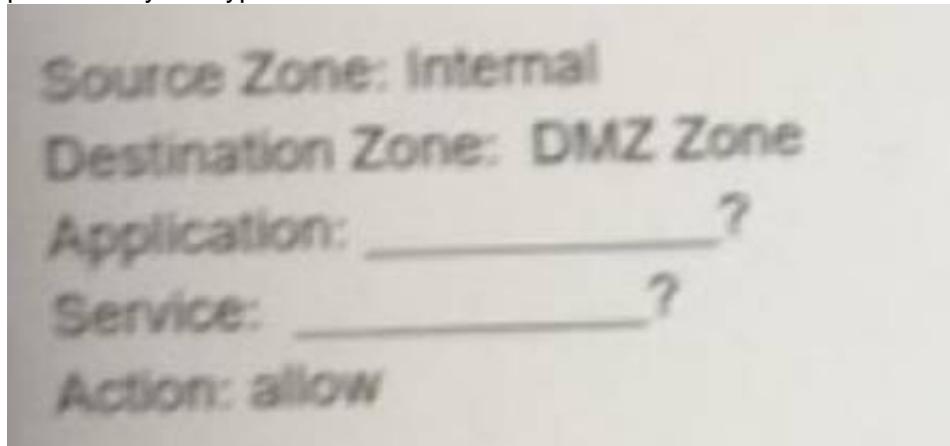 Source Zone: Internal
Destination Zone: DMZ Zone
Application: ____________?
Service: ____________?
Action: allow